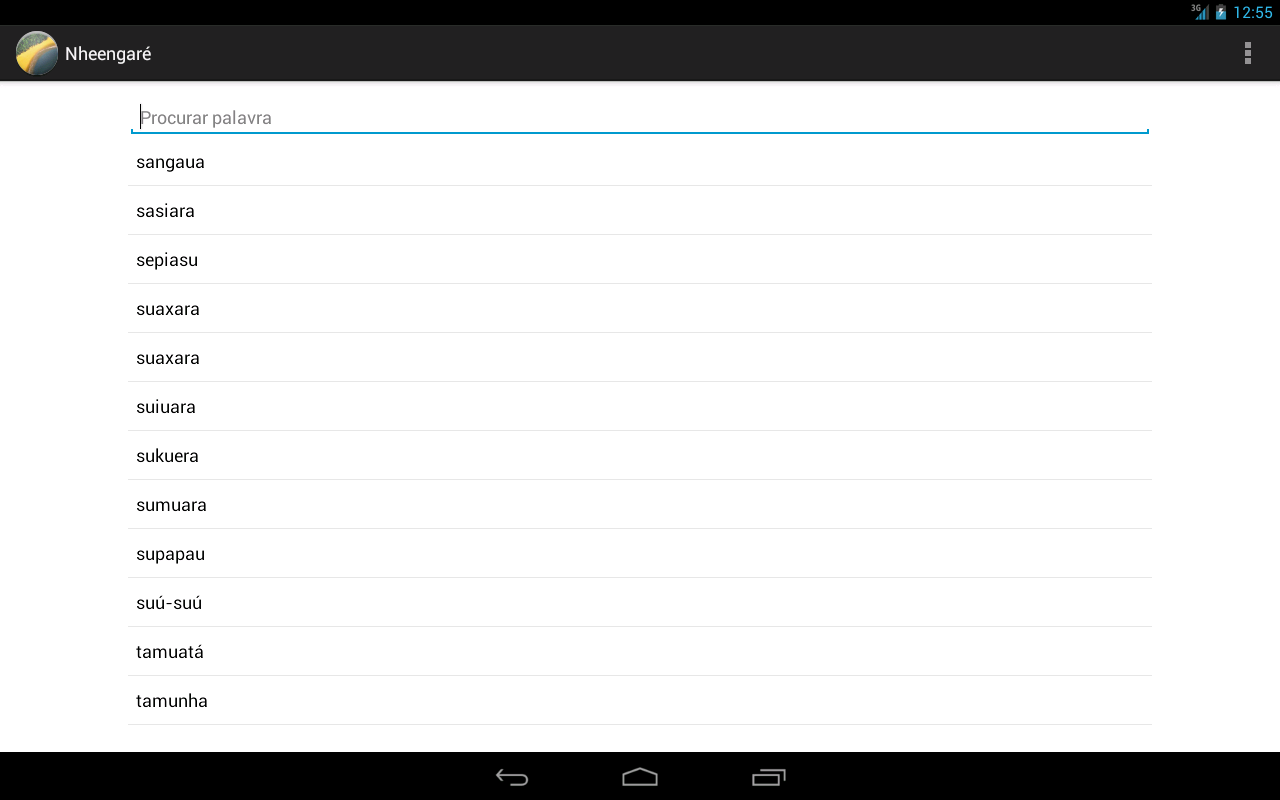 3G 12:55
Nheengaré
Procurar palavra
sangaua
sasiara
sepiasu
suaxara
suaxara
suiuara
sukuera
sumuara
supapau
suú-suú
tamuatá
tamunha